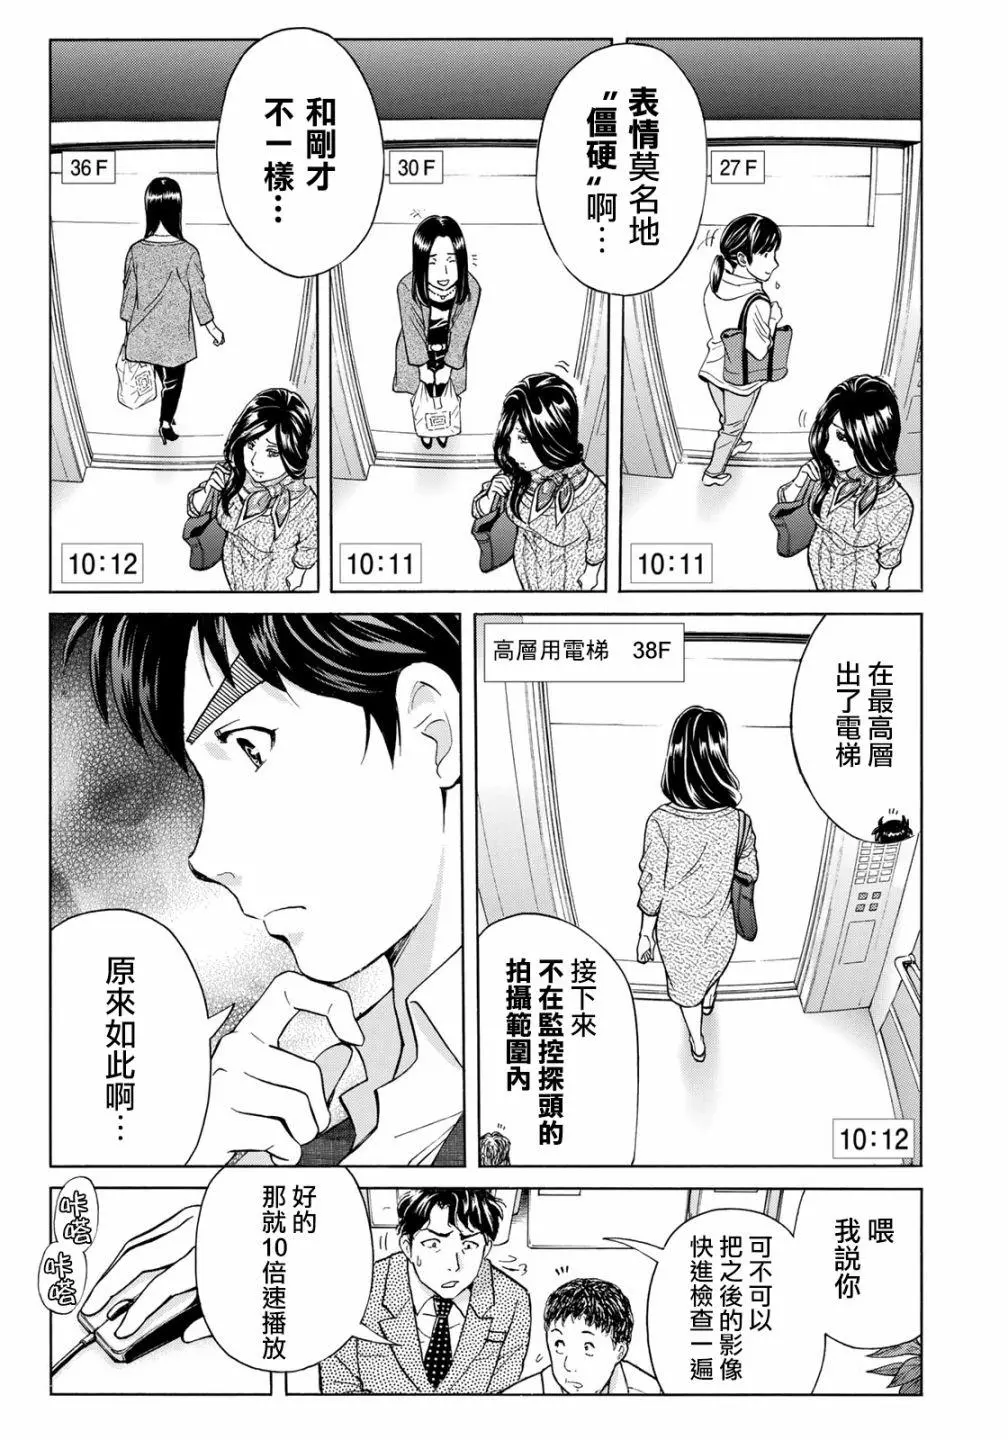 27F
表情莫名地
〝僵硬〞啊…
10:11
30F
10:11
和剛才
不一樣…
36F
10:12
在最高層
出了電梯
高層用電梯 38F
接下來
不在監控探頭的
拍攝範圍內
10:12
原來如此啊…
喂
我説你
可不可以
把之後的影像
快進檢查一遍
好的
那就10倍速播放
咔嗒
咔嗒